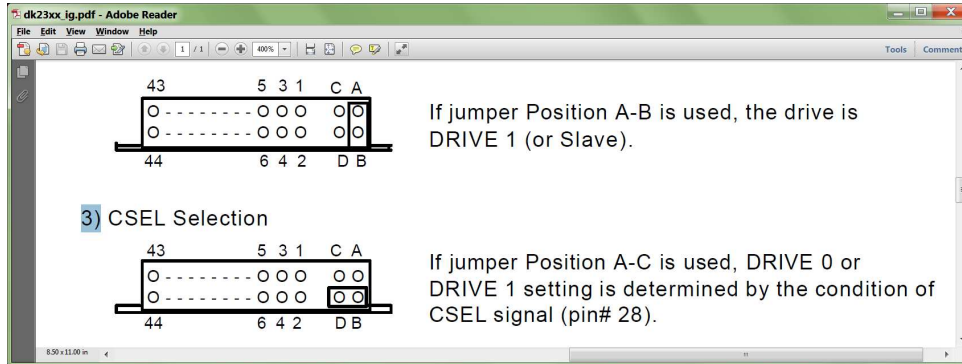 dk23xx_ig.pdf - Adobe Reader
File Edit View Window Help
1 / 1 400% Tools Comment
43 5 3 1 C A
If jumper Position A-B is used, the drive is
DRIVE 1 (or Slave).
44 6 4 2 D B
3) CSEL Selection
43 5 3 1 C A
If jumper Position A-C is used, DRIVE 0 or
DRIVE 1 setting is determined by the condition of
CSEL signal (pin# 28).
44 6 4 2 D B
8.50 x 11.00 in